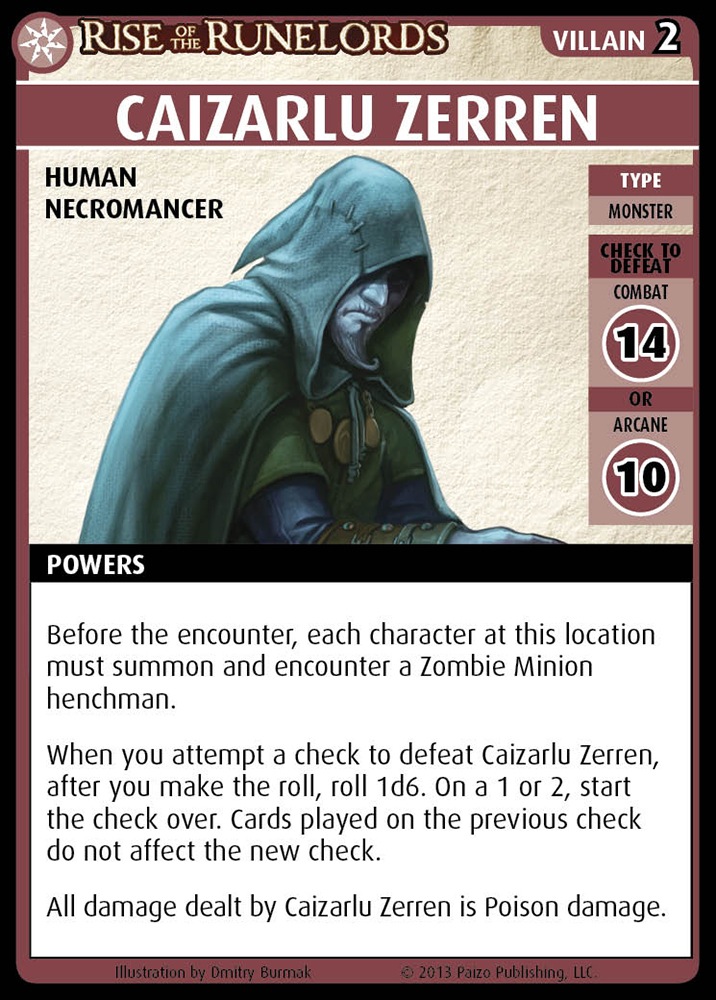 RISE OF THE RUNELORDS
VILLAIN 2
CAIZARLU ZERREN
HUMAN
NECROMANCER
TYPE
MONSTER
CHECK TO
DEFEAT
COMBAT
14
OR
ARCANE
10
POWERS
Before the encounter, each character at this location
must summon and encounter a Zombie Minion
henchman.
When you attempt a check to defeat Caizarlu Zerren,
after you make the roll, roll 1d6. On a 1 or 2, start
the check over. Cards played on the previous check
do not affect the new check.
All damage dealt by Caizarlu Zerren is Poison damage.
Illustration by Dmitry Burmak
© 2013 Paizo Publishing, LLC.